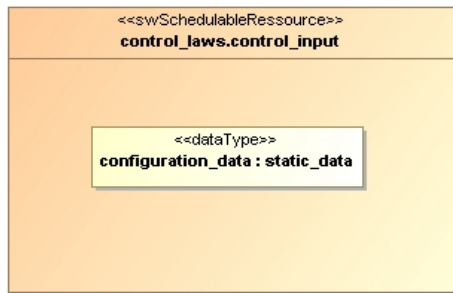 <<swSchedulableRessource>>
control_laws.control_input
<<dataType>>
configuration_data : static_data